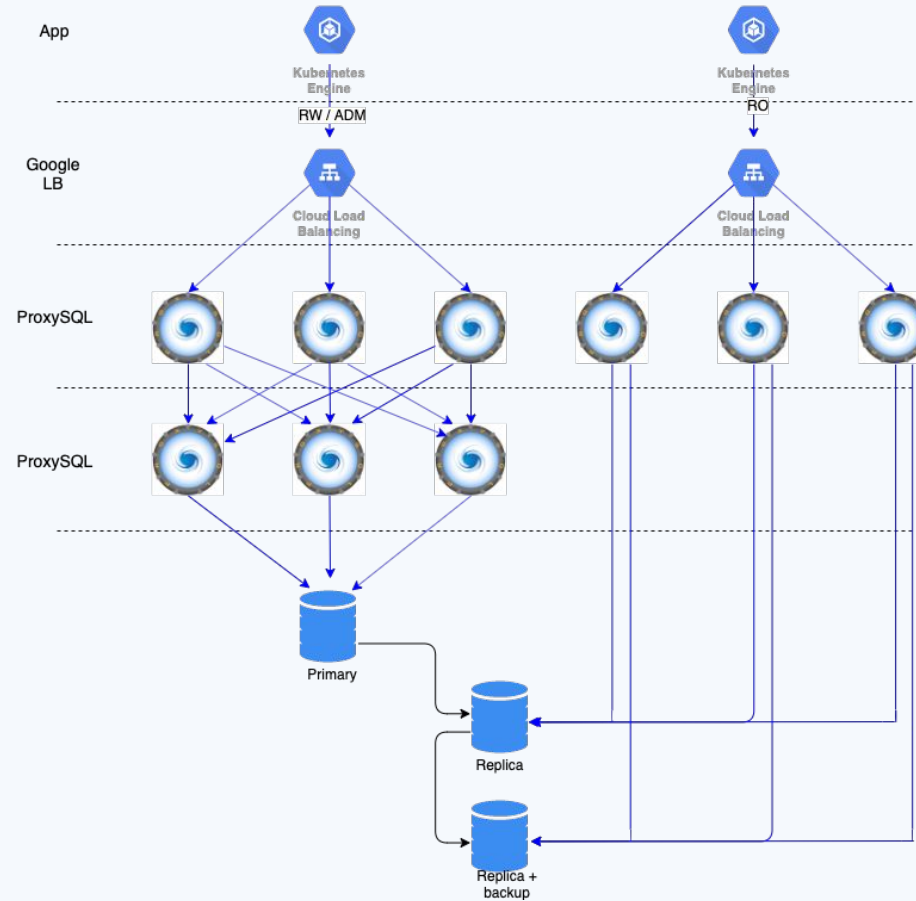 App
Kubernetes
Engine
Kubernetes
Engine
RW / ADM
RO
Google
LB
Cloud Load
Balancing
Cloud Load
Balancing
ProxySQL
ProxySQL
Primary
Replica
Replica +
backup